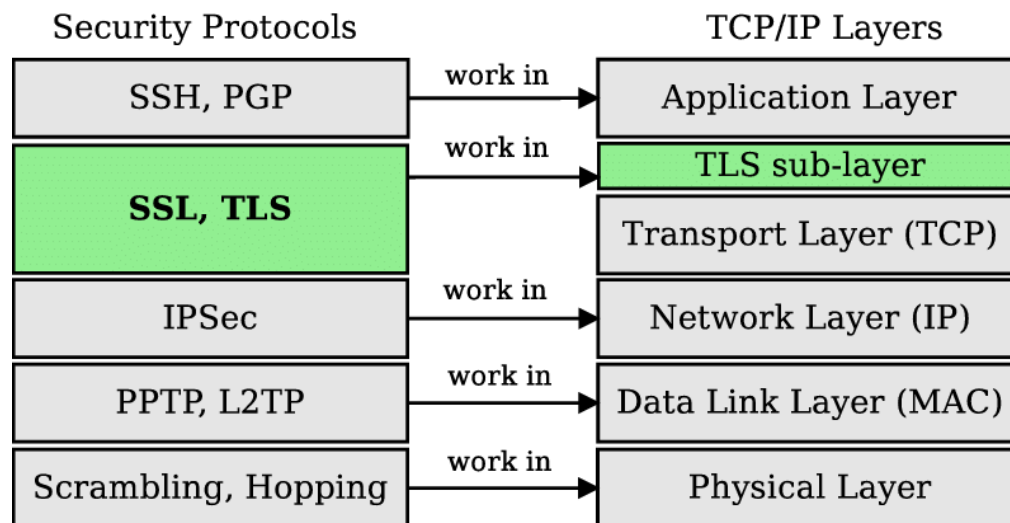 Security Protocols
TCP/IP Layers
SSH, PGP
work in
Application Layer
SSL, TLS
work in
TLS sub-layer
Transport Layer (TCP)
IPSec
work in
Network Layer (IP)
PPTP, L2TP
work in
Data Link Layer (MAC)
Scrambling, Hopping
work in
Physical Layer